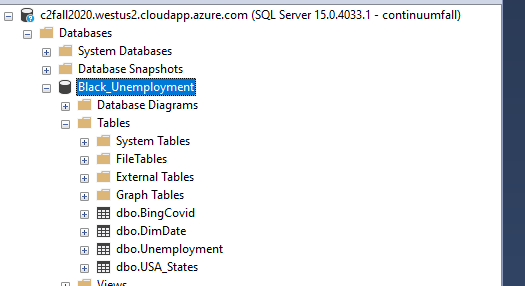 c2fall2020.westus2.cloudapp.azure.com (SQL Server 15.0.4033.1 - continuumfall)
Databases
System Databases
Database Snapshots
Black_Unemployment
Database Diagrams
Tables
System Tables
FileTables
External Tables
Graph Tables
dbo.BingCovid
dbo.DimDate
dbo.Unemployment
dbo.USA_States
Views